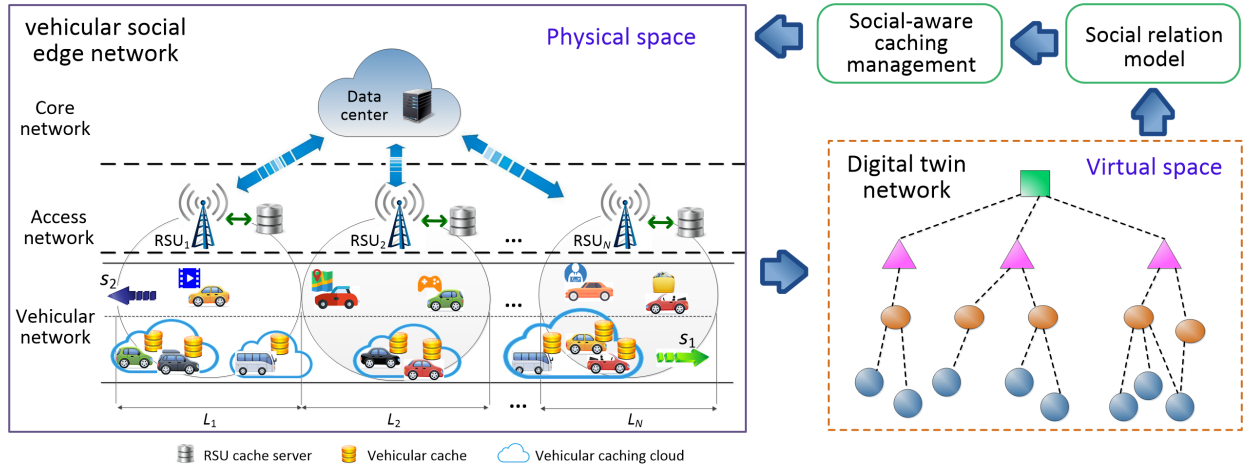 vehicular social
edge network
Physical space
Core
network
Data
center
Access
network
RSU1
RSU2
...
RSUN
s2
Vehicular
network
...
s1
L1
L2
...
LN
RSU cache server
Vehicular cache
Vehicular caching cloud
Social-aware
caching
management
Social relation
model
Digital twin
network
Virtual space